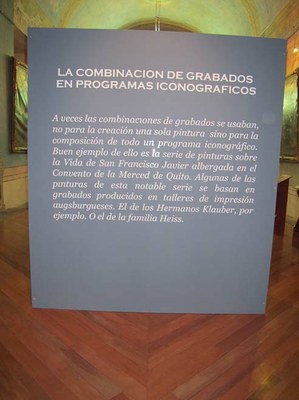 LA COMBINACION DE GRABADOS
EN PROGRAMAS ICONOGRAFICOS
A veces las combinaciones de grabados se usaban,
no para la creación una sola pintura sino para la
composición de todo un programa iconográfico.
Buen ejemplo de ello es la serie de pinturas sobre
la Vida de San Francisco Javier albergada en el
Convento de la Merced de Quito. Algunas de las
pinturas de esta notable serie se basan en
grabados producidos en talleres de impresión
augsburgueses. El de los Hermanos Klauber, por
ejemplo. O el de la familia Heiss.